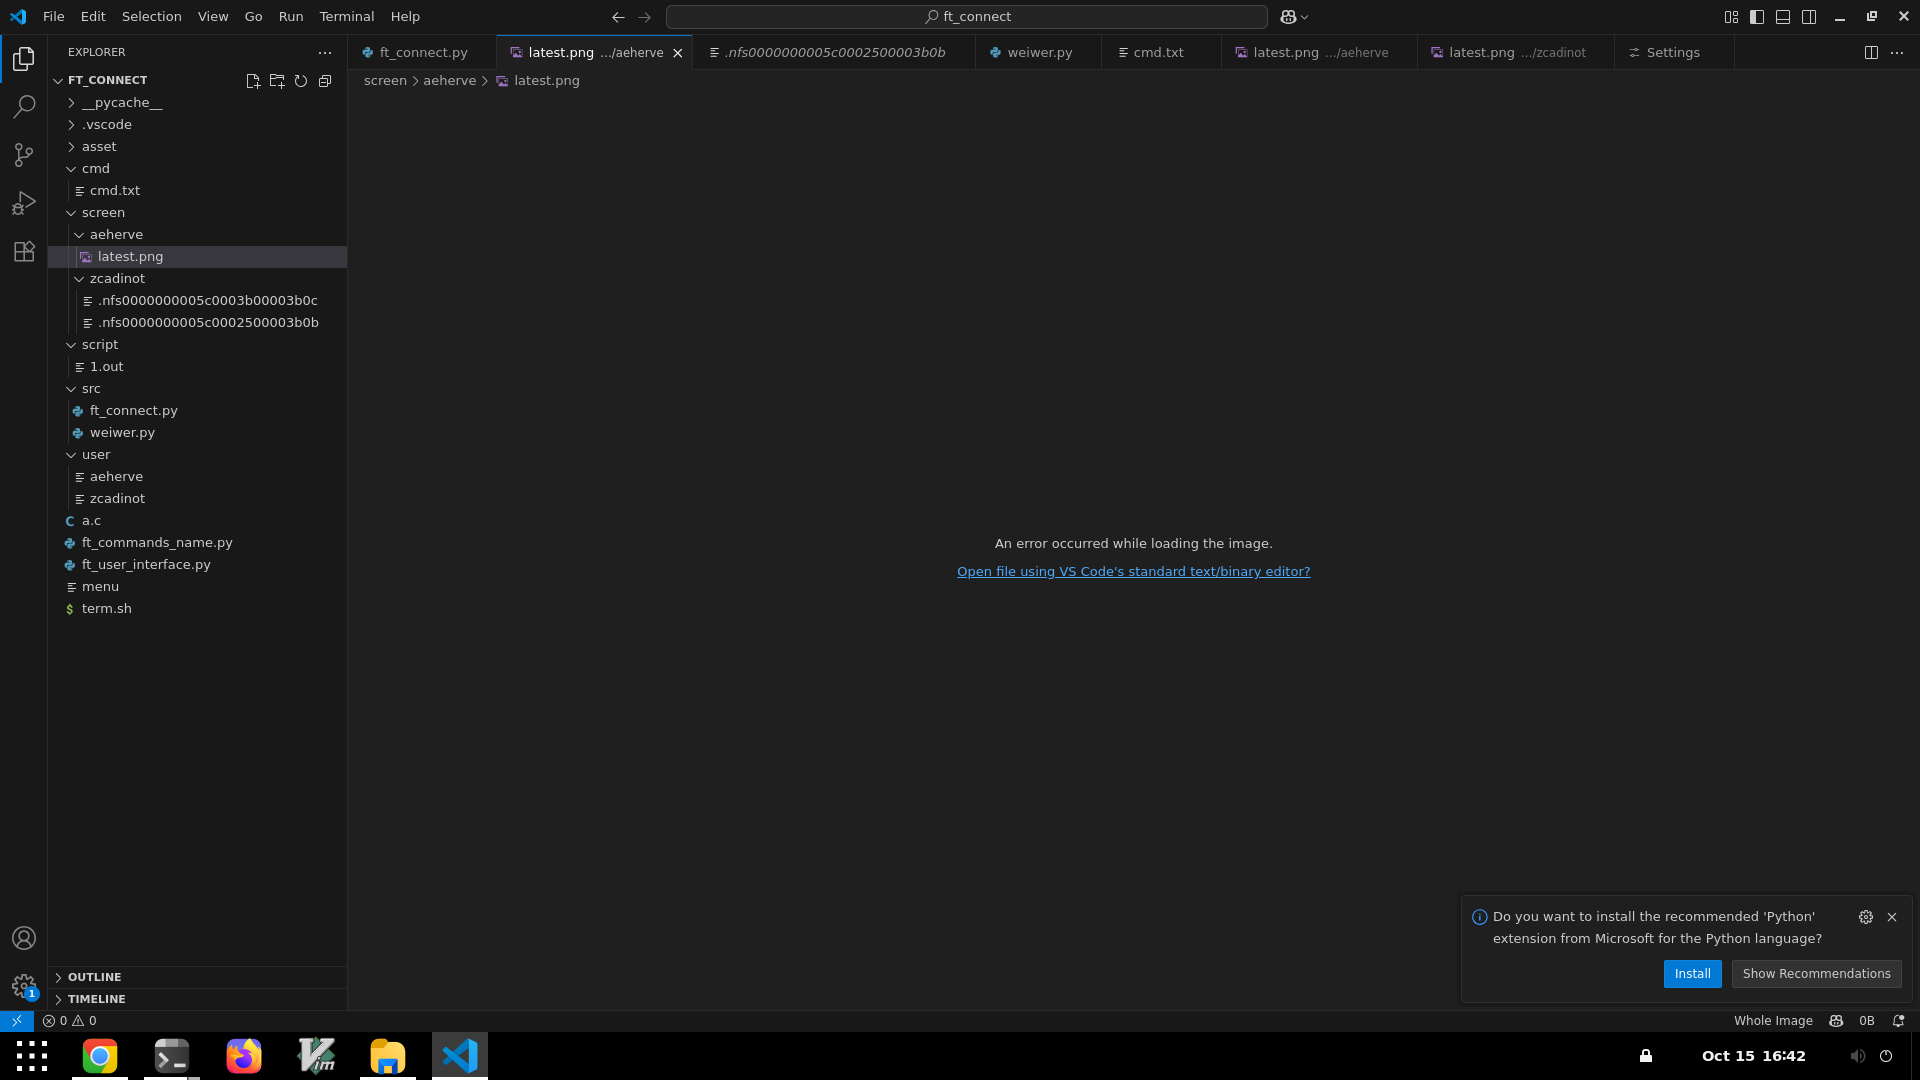 File Edit Selection View Go Run Terminal Help
ft_connect
EXPLORER
FT_CONNECT
__pycache__
.vscode
asset
cmd
cmd.txt
screen
aeherve
latest.png
zcadinot
.nfs0000000005c0003b00003b0c
.nfs0000000005c0002500003b0b
script
1.out
src
ft_connect.py
weiwer.py
user
aeherve
zcadinot
C a.c
ft_commands_name.py
ft_user_interface.py
menu
$ term.sh
OUTLINE
TIMELINE
ft_connect.py
latest.png .../aeherve
.nfs0000000005c0002500003b0b
weiwer.py
cmd.txt
latest.png .../aeherve
latest.png .../zcadinot
Settings
screen > aeherve > latest.png
An error occurred while loading the image.
Open file using VS Code's standard text/binary editor?
Do you want to install the recommended 'Python'
extension from Microsoft for the Python language?
Install
Show Recommendations
1
0 0
Whole Image
0B
Vim
Oct 15 16:42